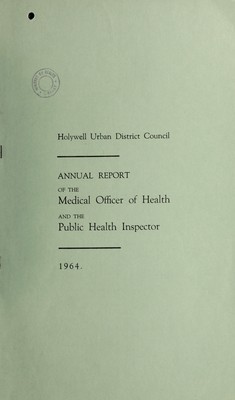 Holywell Urban District Council
ANNUAL REPORT
OF THE
Medical Officer of Health
AND THE
Public Health Inspector
1964.